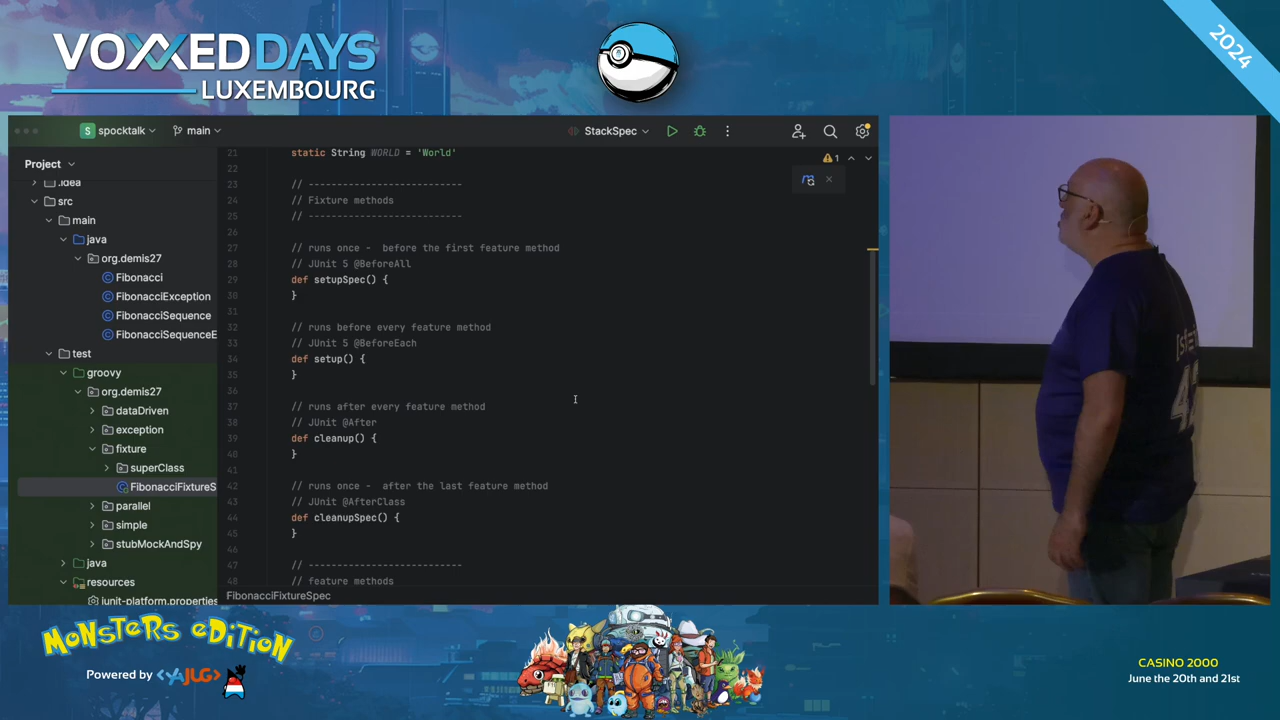 VOXXED DAYS
LUXEMBOURG
2024
S spocktalk
main
StackSpec
Project
.idea
src
main
java
org.demis27
Fibonacci
FibonacciException
FibonacciSequence
FibonacciSequenceE
test
groovy
org.demis27
dataDriven
exception
fixture
superClass
FibonacciFixtureS
parallel
simple
stubMockAndSpy
java
resources
junit-platform.properties
1
21 static String WORLD = 'World'
22
23 // ---------------------------
24 // Fixture methods
25 // ---------------------------
26
27 // runs once -  before the first feature method
28 // JUnit 5 @BeforeAll
29 def setupSpec() {
30 }
31
32 // runs before every feature method
33 // JUnit 5 @BeforeEach
34 def setup() {
35 }
36
37 // runs after every feature method
38 // JUnit @After
39 def cleanup() {
40 }
41
42 // runs once -  after the last feature method
43 // JUnit @AfterClass
44 def cleanupSpec() {
45 }
46
47 // ---------------------------
48 // feature methods
FibonacciFixtureSpec
MONSTERS EDITION
Powered by <YAJUG>
CASINO 2000
June the 20th and 21st